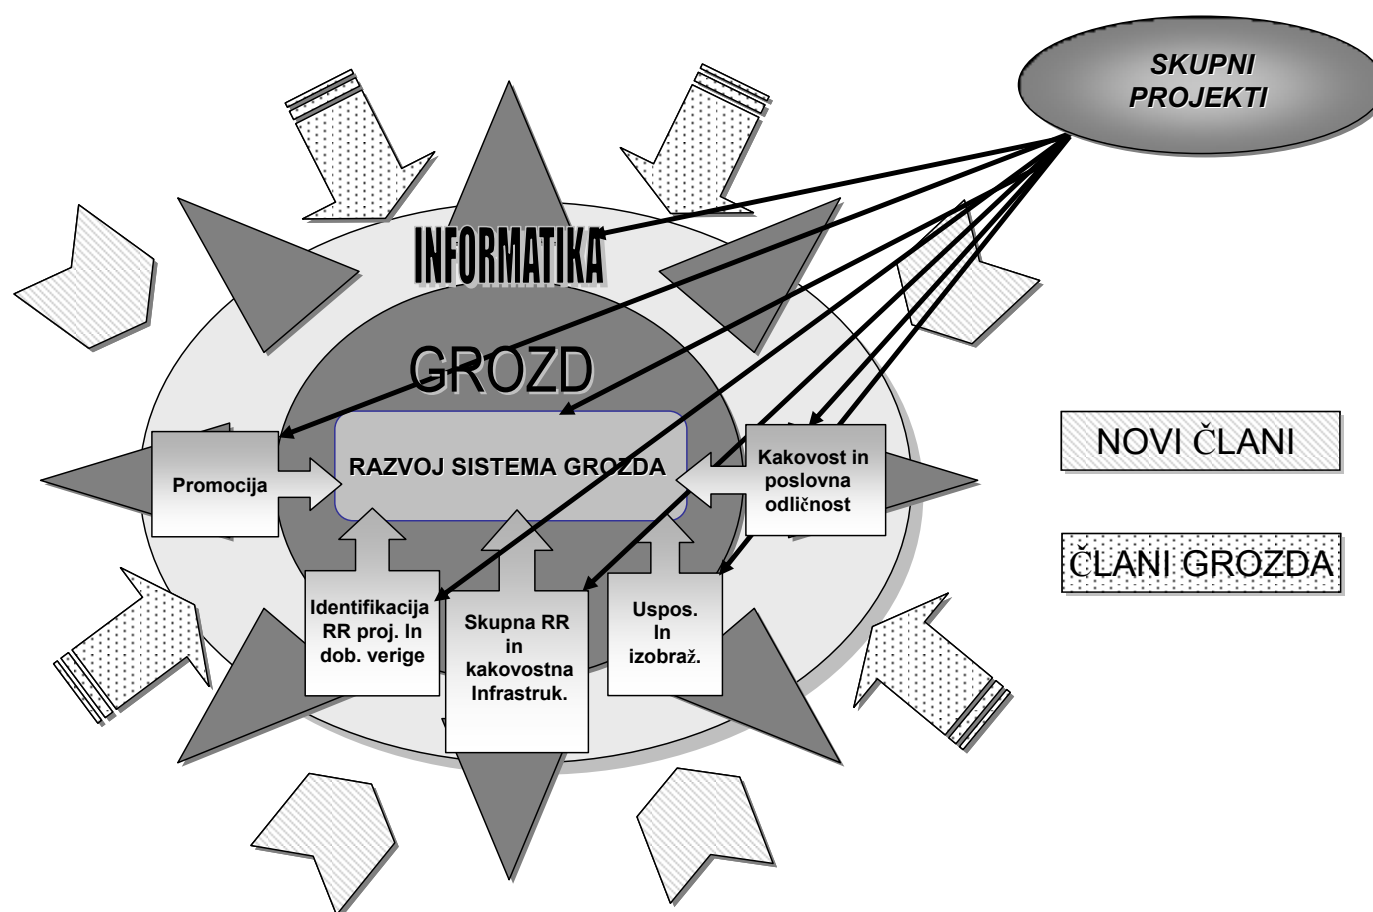 SKUPNI
PROJEKTI
INFORMATIKA
GROZD
RAZVOJ SISTEMA GROZDA
Promocija
Kakovost in
poslovna
odličnost
Identifikacija
RR proj. In
dob. verige
Skupna RR
in
kakovostna
Infrastruk.
Uspos.
In
izobraž.
NOVI ČLANI
ČLANI GROZDA